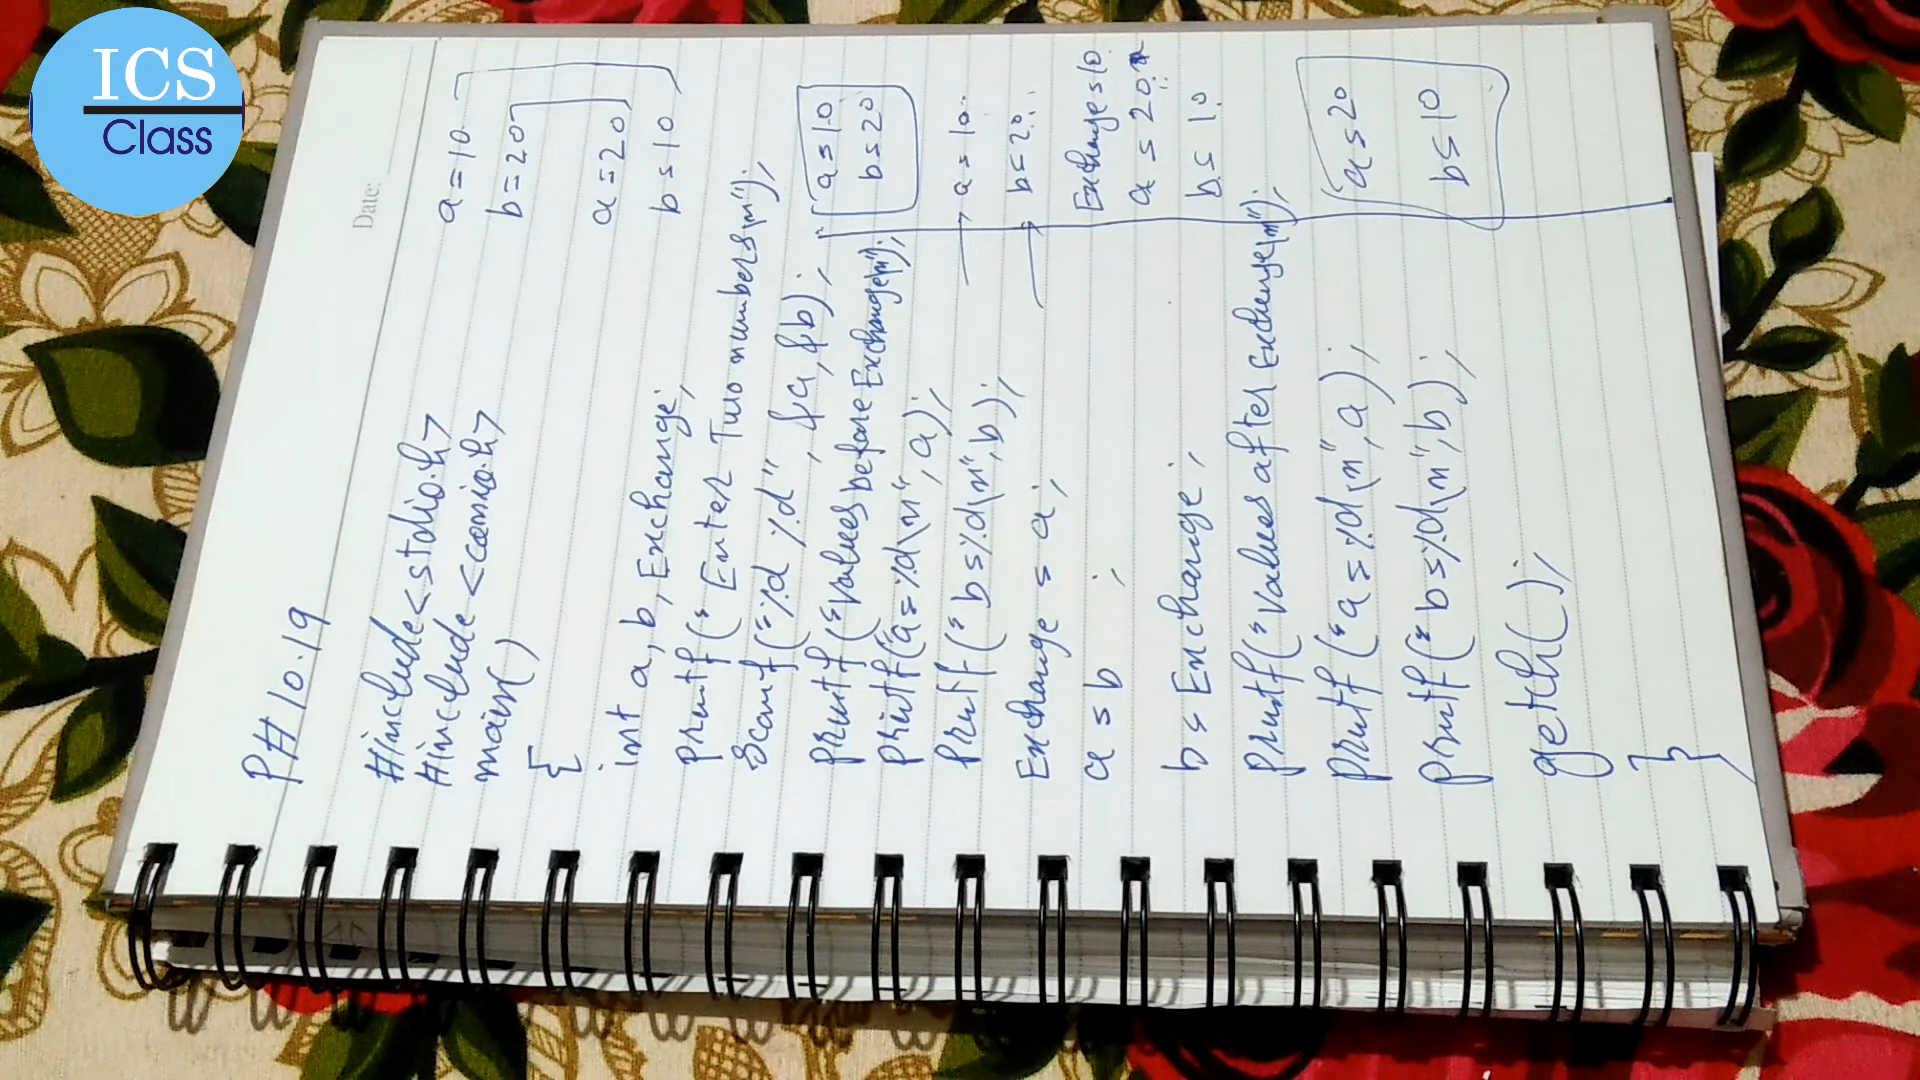 ICS
Class
Date:
P# 10.19
#include<stdio.h>
#include<conio.h>
main()
{
int a, b, Exchange;
printf("Enter Two numbers\n");
Scanf("%d %d", &a, &b);
printf("values before Exchange\n");
printf("a=%d\n", a);
printf("b=%d\n", b);
Exchange = a;
a = b ;
b = Exchange;
printf("Values after Exchange\n");
printf("a=%d\n", a);
printf("b=%d\n", b);
getch();
}
a=10
b=20
a=20
b=10
a=10
b=20
a=10
b=20
Exchange=10
a=20
b=10
a=20
b=10